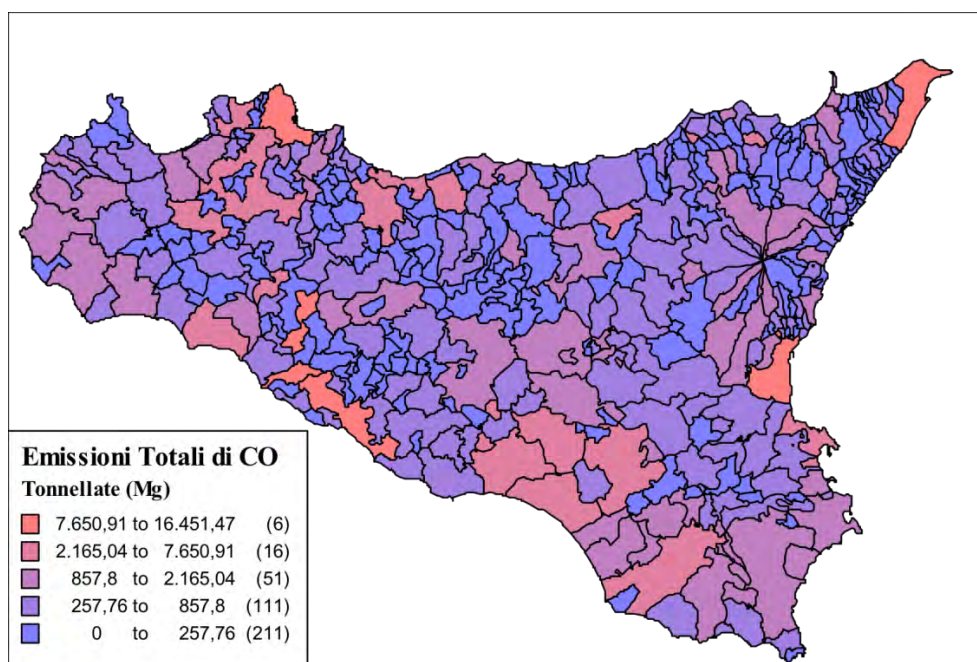 Emissioni Totali di CO
Tonnellate (Mg)
7.650,91 to 16.451,47 (6)
2.165,04 to 7.650,91 (16)
857,8 to 2.165,04 (51)
257,76 to 857,8 (111)
0 to 257,76 (211)